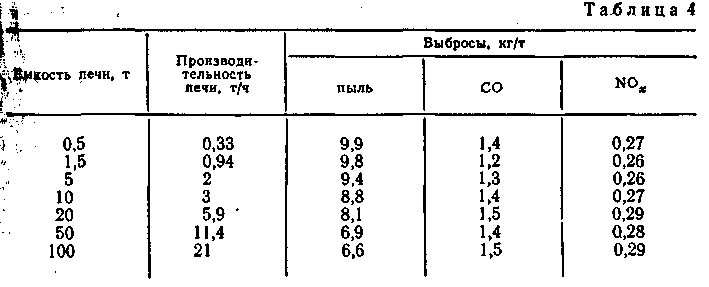 Таблица 4
Емкость печи, т
Производи-
тельность
печи, т/ч
Выбросы, кг/т
пыль
CO
NOx
0,5 0,33 9,9 1,4 0,27
1,5 0,94 9,8 1,2 0,26
5 2 9,4 1,3 0,26
10 3 8,8 1,4 0,27
20 5,9 8,1 1,5 0,29
50 11,4 6,9 1,4 0,28
100 21 6,6 1,5 0,29